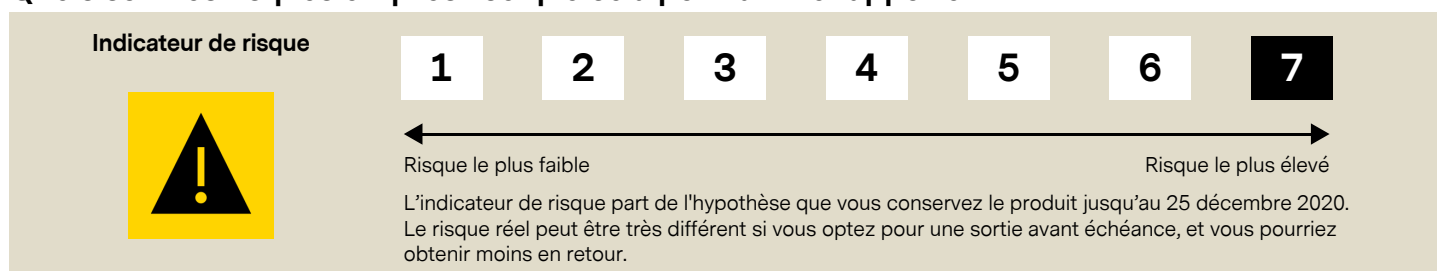 Indicateur de risque
1 2 3 4 5 6 7
Risque le plus faible Risque le plus élevé
L'indicateur de risque part de l'hypothèse que vous conservez le produit jusqu'au 25 décembre 2020.
Le risque réel peut être très différent si vous optez pour une sortie avant échéance, et vous pourriez
obtenir moins en retour.